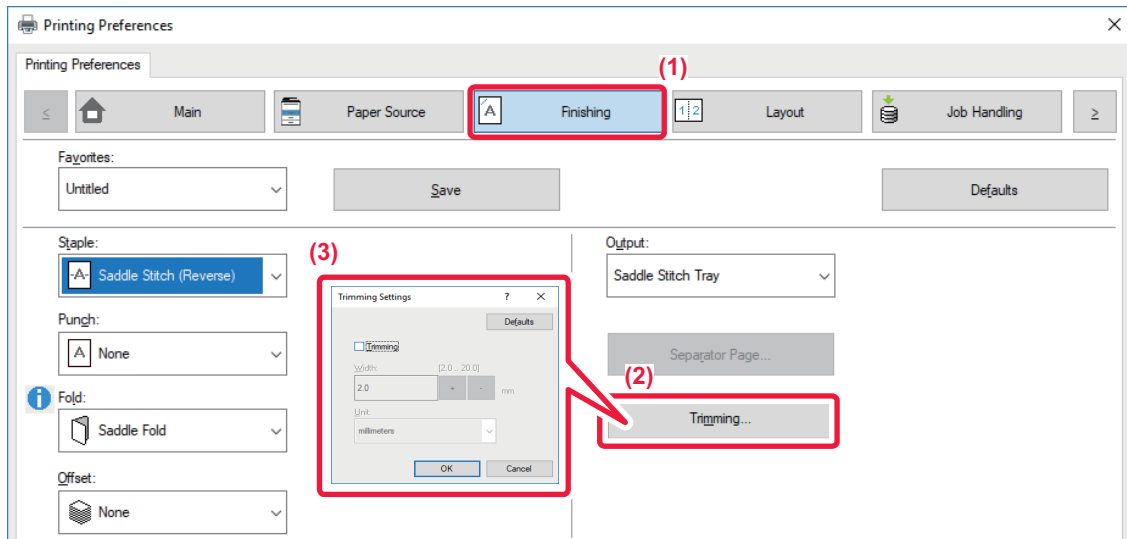 Printing Preferences
Printing Preferences
(1)
≤ Main Paper Source A Finishing 1 2 Layout Job Handling ≥
Favorites:
Untitled Save Defaults
Staple:
-A- Saddle Stitch (Reverse)
Punch:
A None
Fold:
Saddle Fold
Offset:
None
(3)
Trimming Settings ?
Defaults
Trimming
Width: [2.0... 20.0]
2.0 + - mm
Unit:
millimeters
OK Cancel
Output:
Saddle Stitch Tray
Separator Page...
(2)
Trimming...